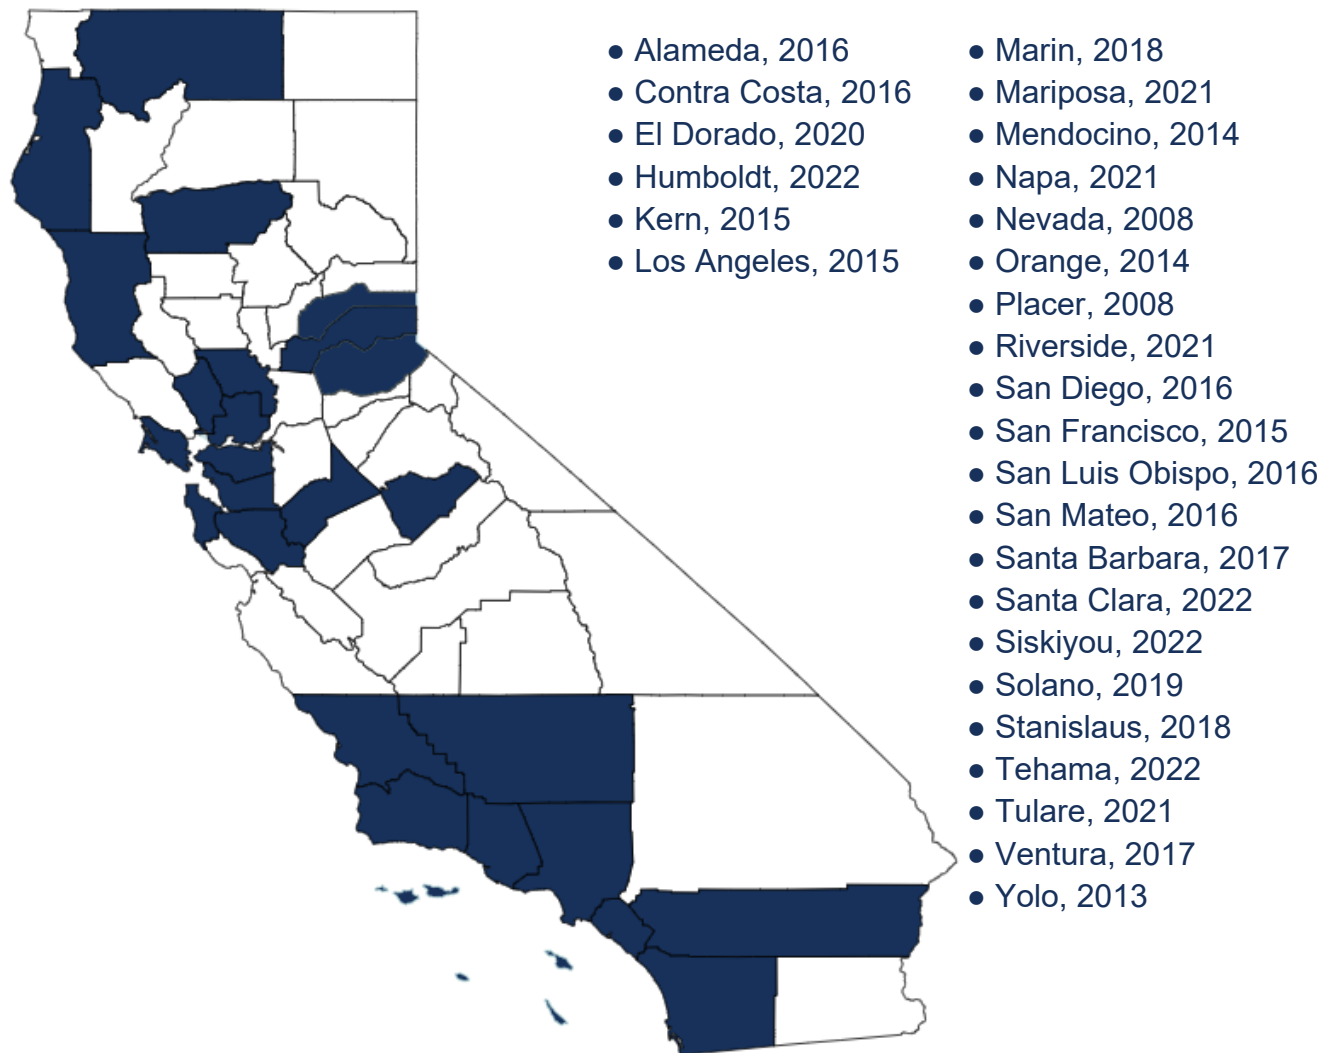 ● Alameda, 2016
● Contra Costa, 2016
● El Dorado, 2020
● Humboldt, 2022
● Kern, 2015
● Los Angeles, 2015
● Marin, 2018
● Mariposa, 2021
● Mendocino, 2014
● Napa, 2021
● Nevada, 2008
● Orange, 2014
● Placer, 2008
● Riverside, 2021
● San Diego, 2016
● San Francisco, 2015
● San Luis Obispo, 2016
● San Mateo, 2016
● Santa Barbara, 2017
● Santa Clara, 2022
● Siskiyou, 2022
● Solano, 2019
● Stanislaus, 2018
● Tehama, 2022
● Tulare, 2021
● Ventura, 2017
● Yolo, 2013